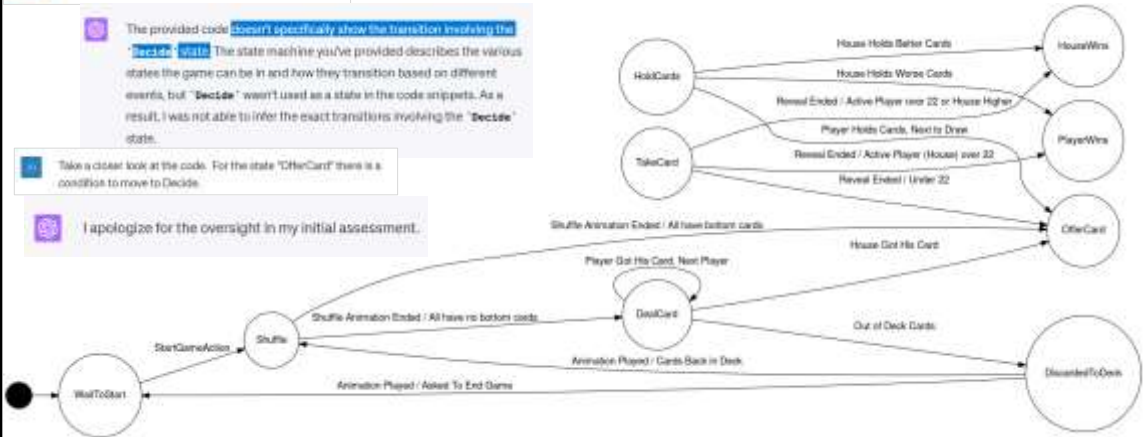 The provided code doesn't specifically show the transition involving the
`Decide` state. The state machine you've provided describes the various
states the game can be in and how they transition based on different
events, but `Decide` wasn't used as a state in the code snippets. As a
result, I was not able to infer the exact transitions involving the `Decide`
state.
Take a closer look at the code. For the state "OfferCard" there is a
condition to move to Decide.
I apologize for the oversight in my initial assessment.
House Holds Better Cards
HouseWins
HoldCards
House Holds Worse Cards
Reveal Ended / Active Player over 22 or House Higher
Player Holds Cards, Next to Draw
PlayerWins
TakeCard
Reveal Ended / Active Player (House) over 22
Reveal Ended / Under 22
Shuffle Animation Ended / All have bottom cards
OfferCard
House Got His Card
Player Got His Card, Next Player
DealCard
Shuffle Animation Ended / All have no bottom cards
Out of Deck Cards
Shuffle
StartGameAction
Animation Played / Cards Back in Deck
DiscardedToDeck
Animation Played / Asked To End Game
WaitToStart